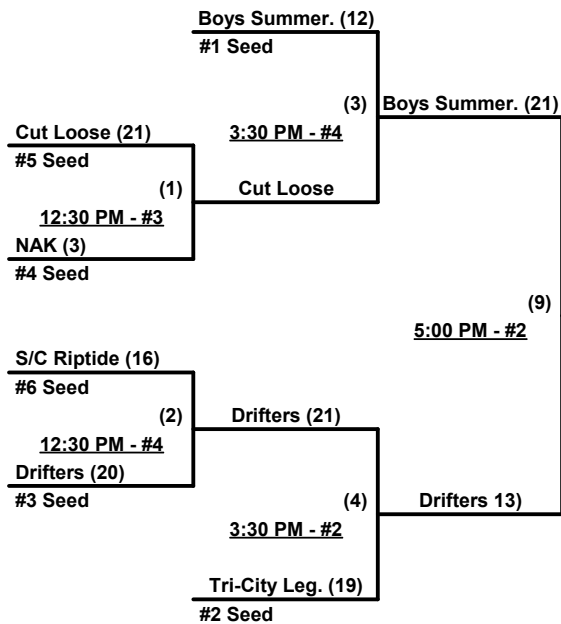 Boys Summer. (12)
#1 Seed
(3)
3:30 PM - #4
Boys Summer. (21)
Cut Loose (21)
#5 Seed
(1)
12:30 PM - #3
Cut Loose
NAK (3)
#4 Seed
(9)
5:00 PM - #2
S/C Riptide (16)
#6 Seed
(2)
12:30 PM - #4
Drifters (21)
Drifters (20)
#3 Seed
(4)
3:30 PM - #2
Drifters 13)
Tri-City Leg. (19)
#2 Seed